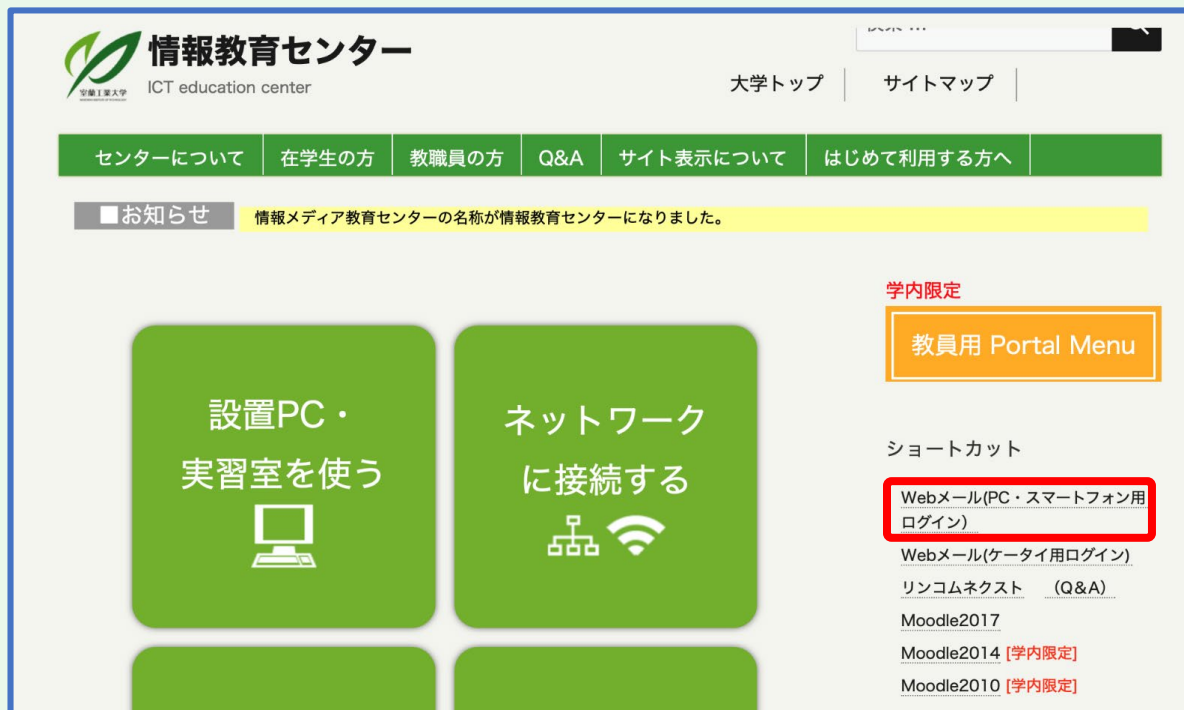 情報教育センター
ICT education center
室蘭工業大学
検索 ...
大学トップ
サイトマップ
センターについて
在学生の方
教職員の方
Q&A
サイト表示について
はじめて利用する方へ
■お知らせ
情報メディア教育センターの名称が情報教育センターになりました。
学内限定
教員用 Portal Menu
設置PC・
実習室を使う
ネットワーク
に接続する
ショートカット
Webメール(PC・スマートフォン用
ログイン）
Webメール(ケータイ用ログイン)
リンコムネクスト （Q&A）
Moodle2017
Moodle2014 [学内限定]
Moodle2010 [学内限定]